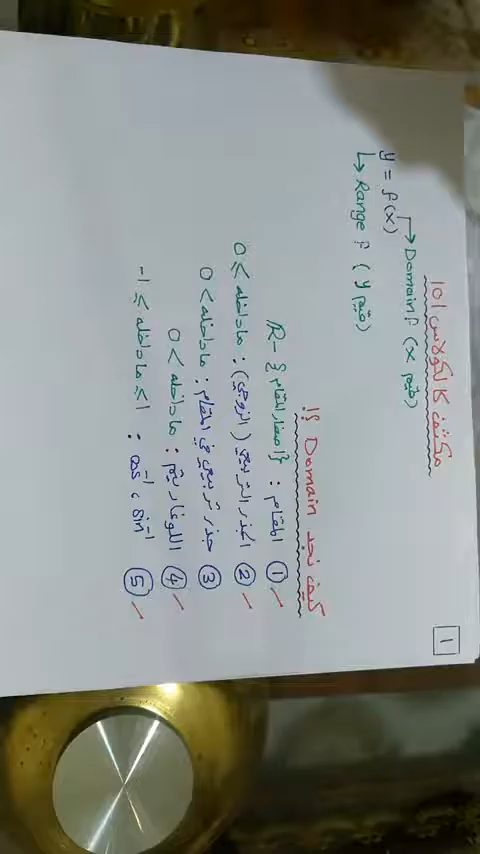 1
مكثف كالكولاس 101
y = f(x)
→ Domain f (قيم x)
↳ Range f (قيم y)
كيف نجد Domain ؟!
① المقام : R - {أصفار المقام}
② الجذر التربيعي (الزوجي) : ماداخله ≥ 0
③ جذر تربيعي في المقام : ماداخله > 0
④ اللوغاريتم : ماداخله > 0
⑤ sin⁻¹ ، cos⁻¹ : -1 ≤ ماداخله ≤ 1